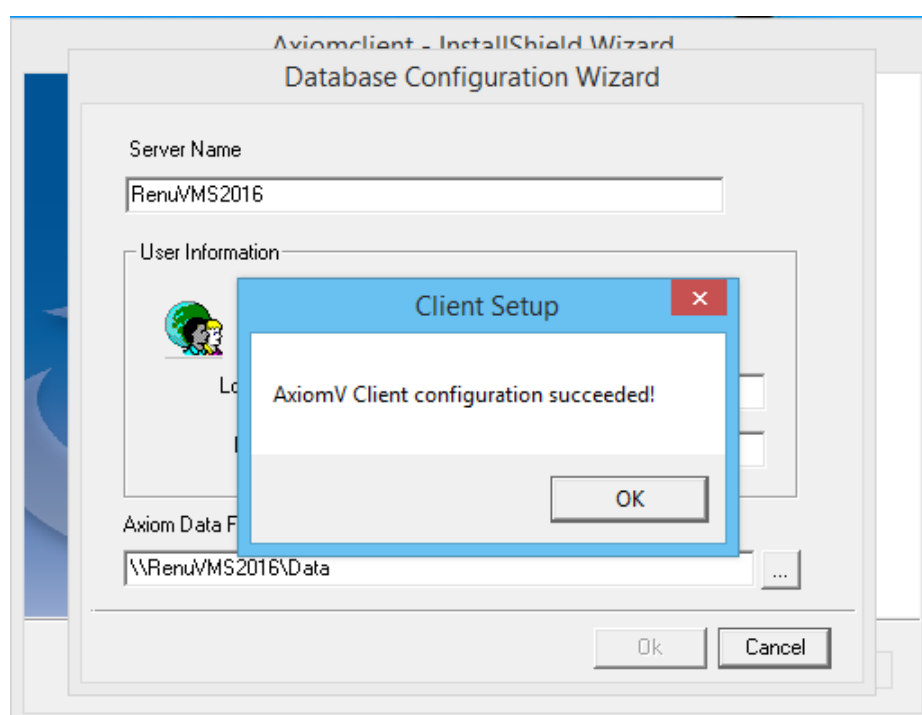 Axiomclient - InstallShield Wizard
Database Configuration Wizard
Server Name
RenuVMS2016
User Information
Client Setup
AxiomV Client configuration succeeded!
OK
Axiom Data F
\\RenuVMS2016\Data
...
Ok
Cancel